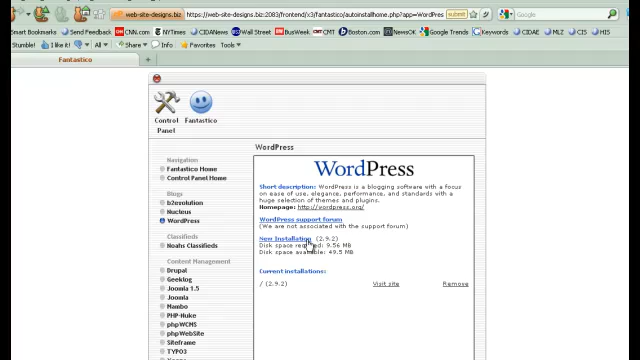 web-site-designs.biz https://web-site-designs.biz:2083/frontend/x3/fantastico/autoinstallhome.php?app=WordPres submit Google
Smart Bookmarks Send Feedback CNN.com NYTimes CIDANews Wall Street BusWeek CMT Boston.com NewsOK Google Trends Keywords CIDAE MLZ CIS HIS
Stumble! I like it! All Share Info Favorites Tools
Fantastico
Control Panel Fantastico
WordPress
Navigation
Fantastico Home
Control Panel Home
Blogs
b2evolution
Nucleus
WordPress
Classifieds
Noahs Classifieds
Content Management
Drupal
Geeklog
Joomla 1.5
Joomla
Mambo
PHP-Nuke
phpWCMS
phpWebSite
Siteframe
TYPO3
WordPress
Short description: WordPress is a blogging software with a focus
on ease of use, elegance, performance, and standards with a
huge selection of themes and plugins.
Homepage: http://wordpress.org/
WordPress support forum
(We are not associated with the support forum)
New Installation (2.9.2)
Disk space required: 9.56 MB
Disk space available: 49.5 MB
Current installations:
/ (2.9.2) Visit site Remove